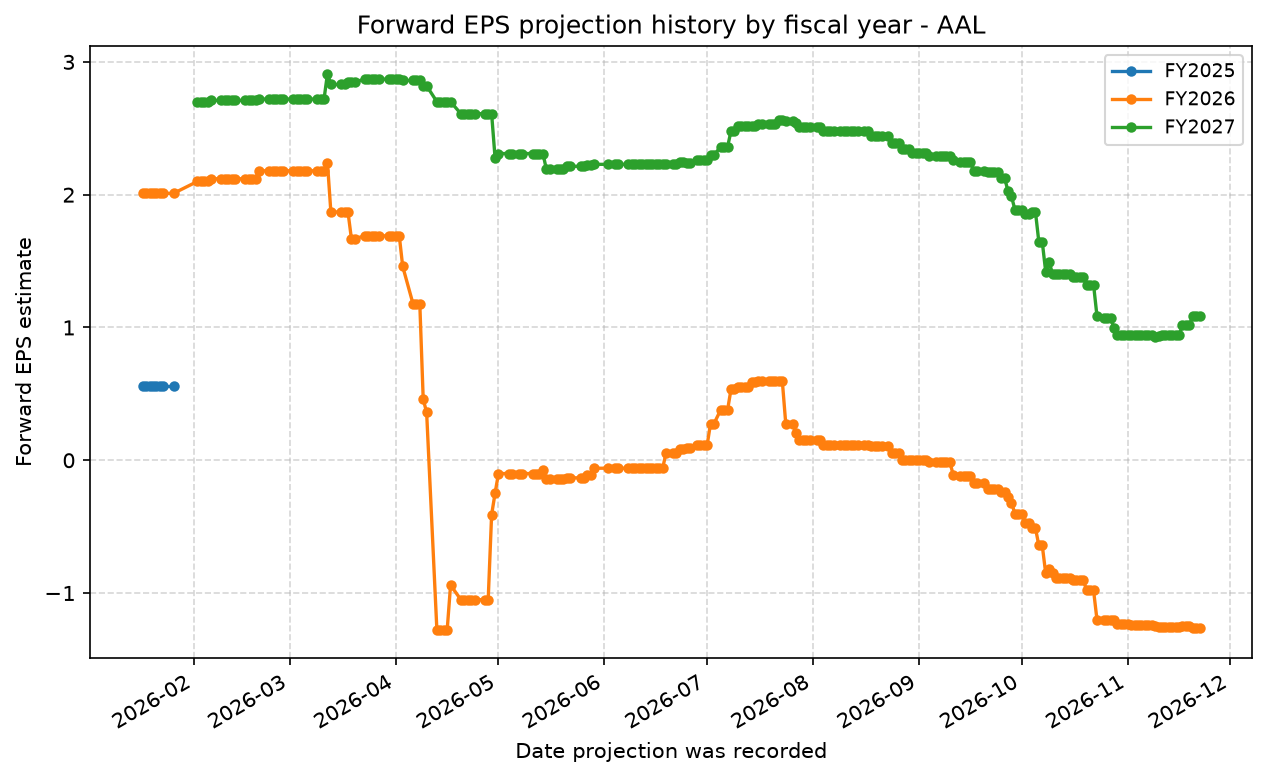 Forward EPS projection history by fiscal year - AAL
FY2025
FY2026
FY2027
Forward EPS estimate
3
2
1
0
−1
2026-02
2026-03
2026-04
2026-05
2026-06
2026-07
2026-08
2026-09
2026-10
2026-11
2026-12
Date projection was recorded